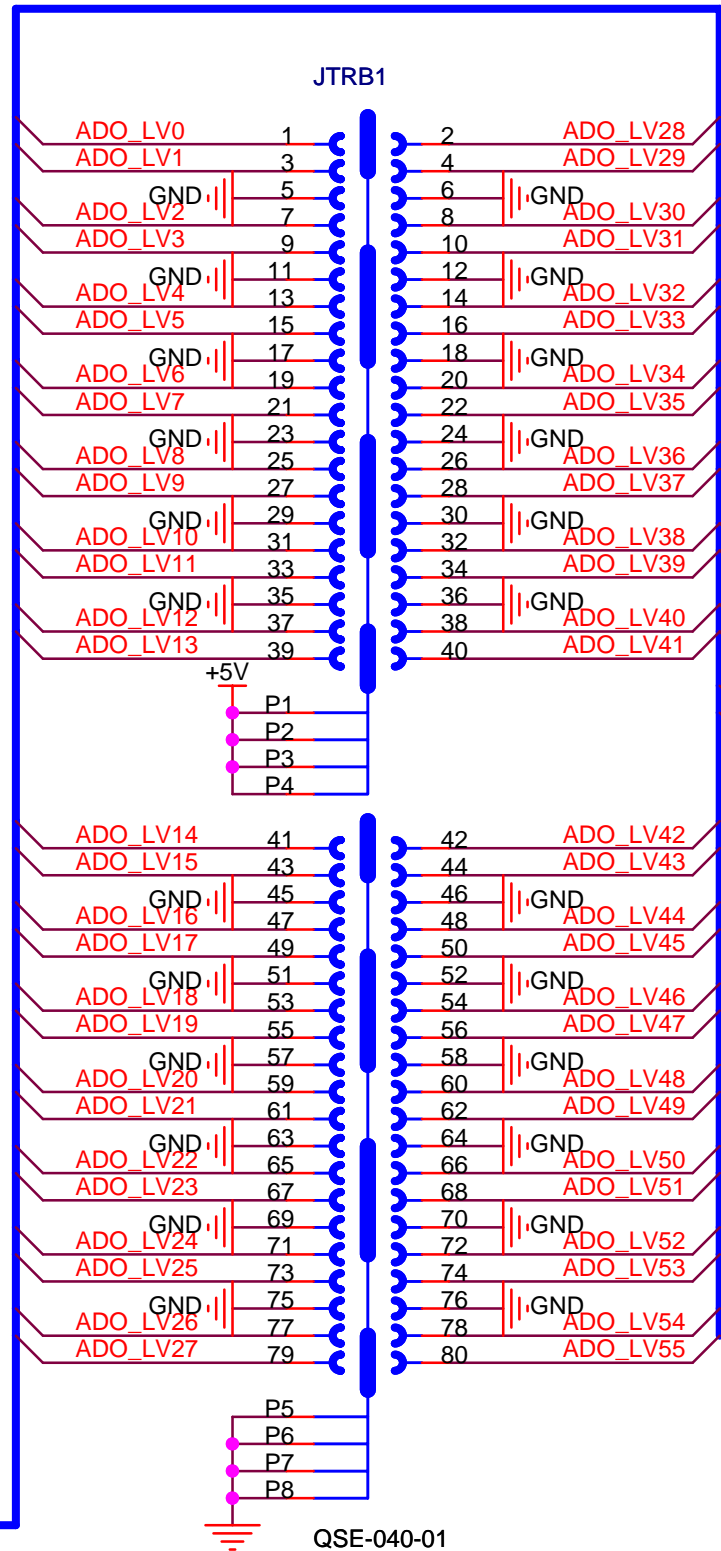 JTRB1
ADO_LV0 1 2 ADO_LV28
ADO_LV1 3 4 ADO_LV29
GND 5 6 GND
ADO_LV2 7 8 ADO_LV30
ADO_LV3 9 10 ADO_LV31
GND 11 12 GND
ADO_LV4 13 14 ADO_LV32
ADO_LV5 15 16 ADO_LV33
GND 17 18 GND
ADO_LV6 19 20 ADO_LV34
ADO_LV7 21 22 ADO_LV35
GND 23 24 GND
ADO_LV8 25 26 ADO_LV36
ADO_LV9 27 28 ADO_LV37
GND 29 30 GND
ADO_LV10 31 32 ADO_LV38
ADO_LV11 33 34 ADO_LV39
GND 35 36 GND
ADO_LV12 37 38 ADO_LV40
ADO_LV13 39 40 ADO_LV41
+5V
P1
P2
P3
P4
ADO_LV14 41 42 ADO_LV42
ADO_LV15 43 44 ADO_LV43
GND 45 46 GND
ADO_LV16 47 48 ADO_LV44
ADO_LV17 49 50 ADO_LV45
GND 51 52 GND
ADO_LV18 53 54 ADO_LV46
ADO_LV19 55 56 ADO_LV47
GND 57 58 GND
ADO_LV20 59 60 ADO_LV48
ADO_LV21 61 62 ADO_LV49
GND 63 64 GND
ADO_LV22 65 66 ADO_LV50
ADO_LV23 67 68 ADO_LV51
GND 69 70 GND
ADO_LV24 71 72 ADO_LV52
ADO_LV25 73 74 ADO_LV53
GND 75 76 GND
ADO_LV26 77 78 ADO_LV54
ADO_LV27 79 80 ADO_LV55
P5
P6
P7
P8
QSE-040-01